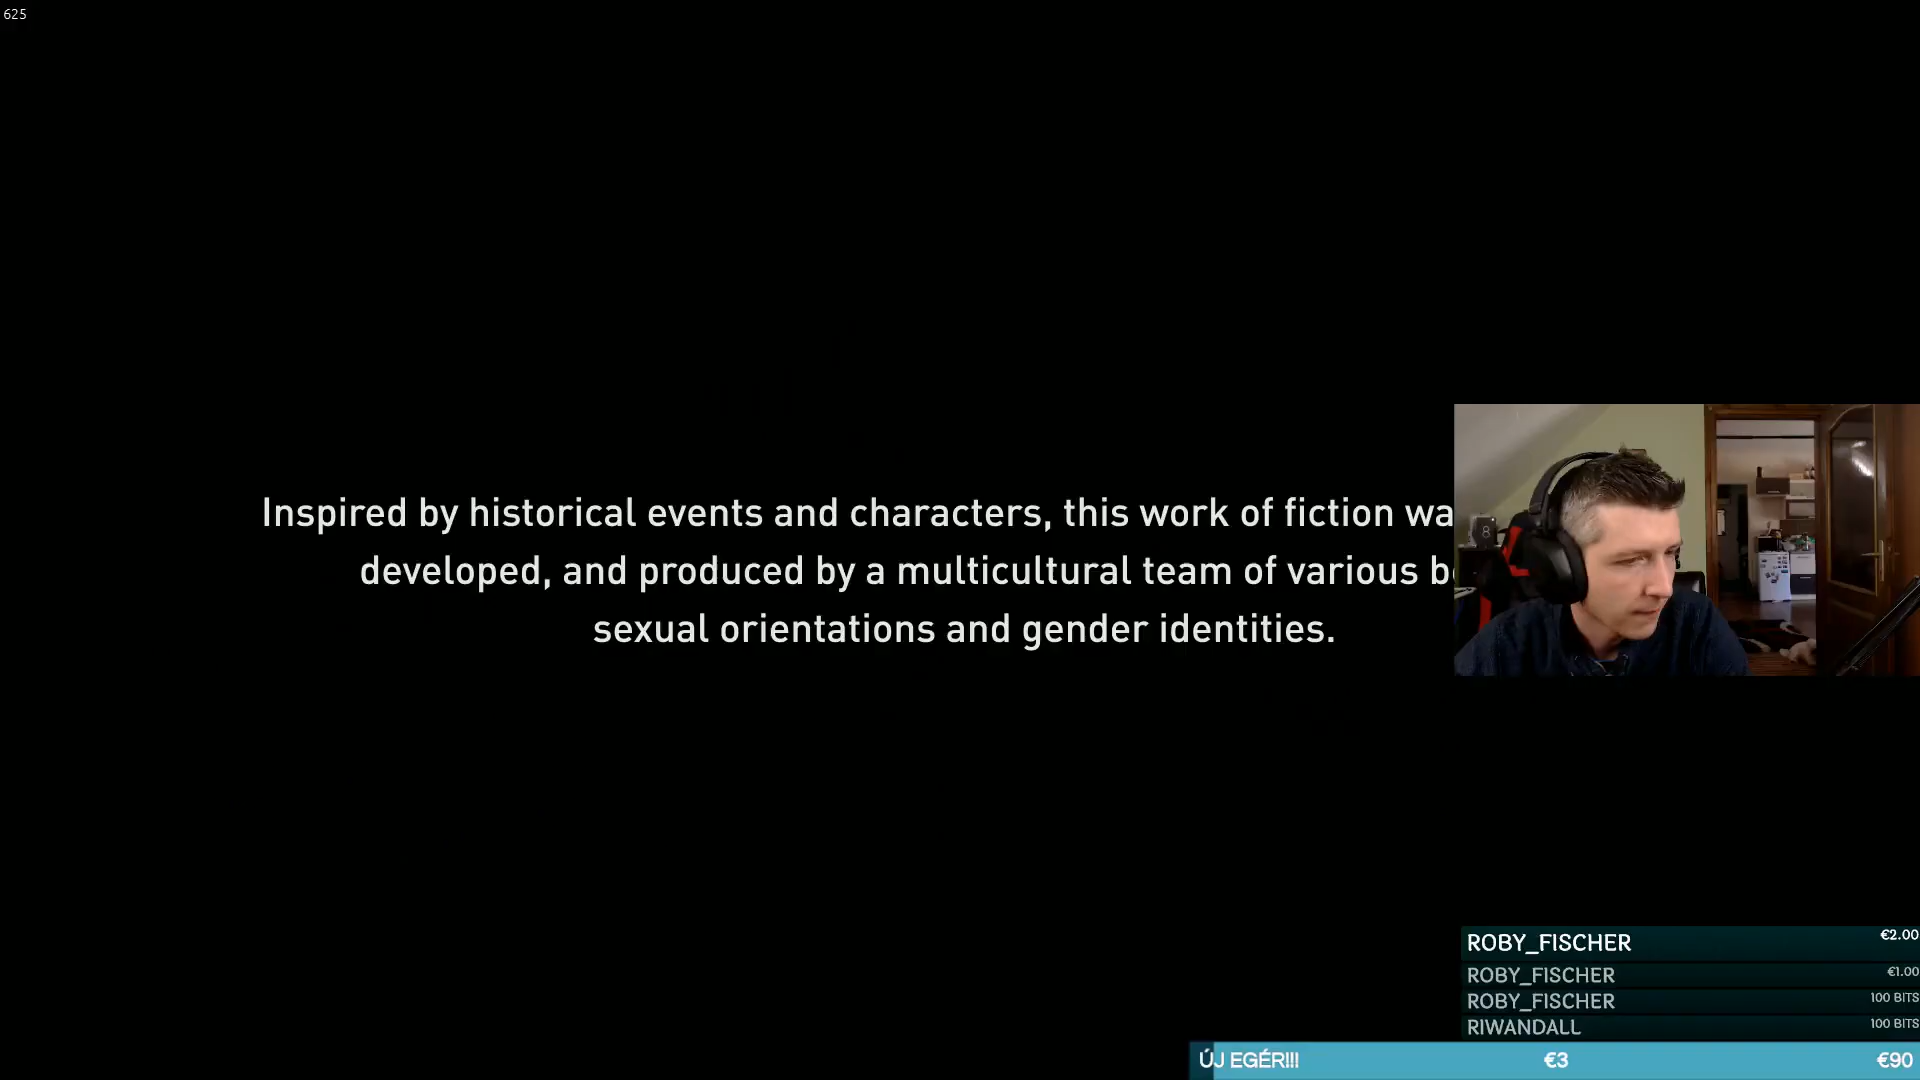 625
Inspired by historical events and characters, this work of fiction
developed, and produced by a multicultural team of various
sexual orientations and gender identities.
ROBY_FISCHER €2.00
ROBY_FISCHER €1.00
ROBY_FISCHER 100 BITS
RIWANDALL 100 BITS
ÚJ EGÉR!!! €3 €90